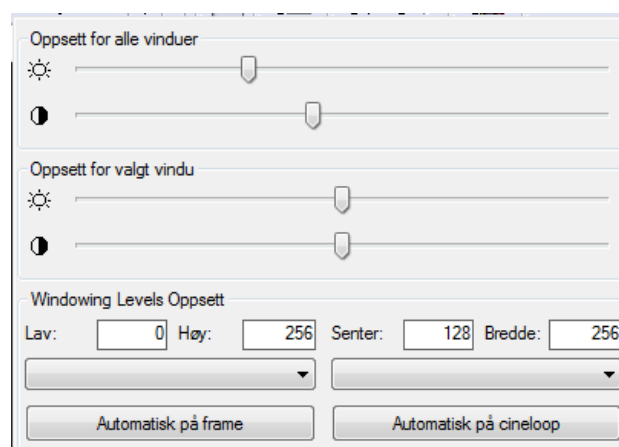 Oppsett for alle vinduer
Oppsett for valgt vindu
Windowing Levels Oppsett
Lav: 0 Høy: 256 Senter: 128 Bredde: 256
Automatisk på frame Automatisk på cineloop